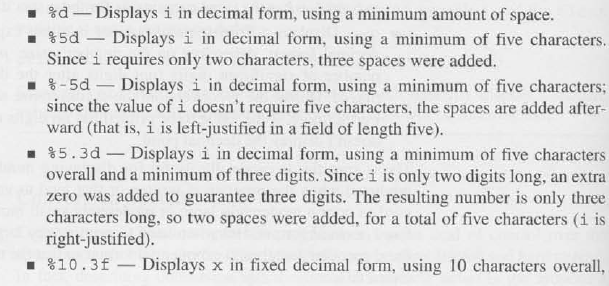 ■ %d — Displays i in decimal form, using a minimum amount of space.
■ %5d — Displays i in decimal form, using a minimum of five characters.
Since i requires only two characters, three spaces were added.
■ %-5d — Displays i in decimal form, using a minimum of five characters;
since the value of i doesn't require five characters, the spaces are added after-
ward (that is, i is left-justified in a field of length five).
■ %5.3d — Displays i in decimal form, using a minimum of five characters
overall and a minimum of three digits. Since i is only two digits long, an extra
zero was added to guarantee three digits. The resulting number is only three
characters long, so two spaces were added, for a total of five characters (i is
right-justified).
■ %10.3f — Displays x in fixed decimal form, using 10 characters overall,